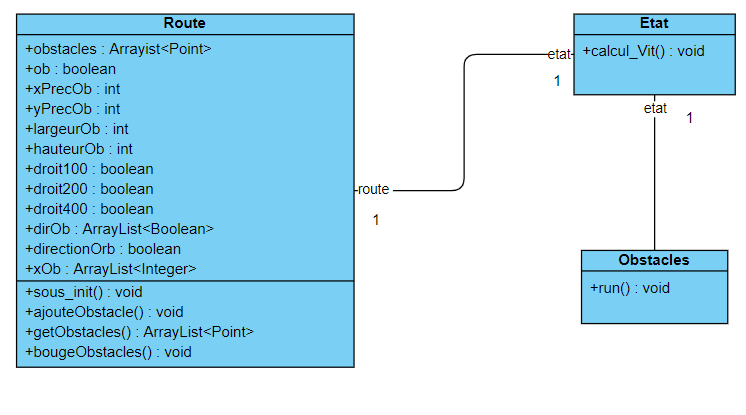 Route
+obstacles : Arrayist<Point>
+ob : boolean
+xPrecOb : int
+yPrecOb : int
+largeurOb : int
+hauteurOb : int
+droit100 : boolean
+droit200 : boolean
+droit400 : boolean
+dirOb : ArrayList<Boolean>
+directionOrb : boolean
+xOb : ArrayList<Integer>
+sous_init() : void
+ajouteObstacle() : void
+getObstacles() : ArrayList<Point>
+bougeObstacles() : void
route
1
etat
1
Etat
+calcul_Vit() : void
etat
1
Obstacles
+run() : void